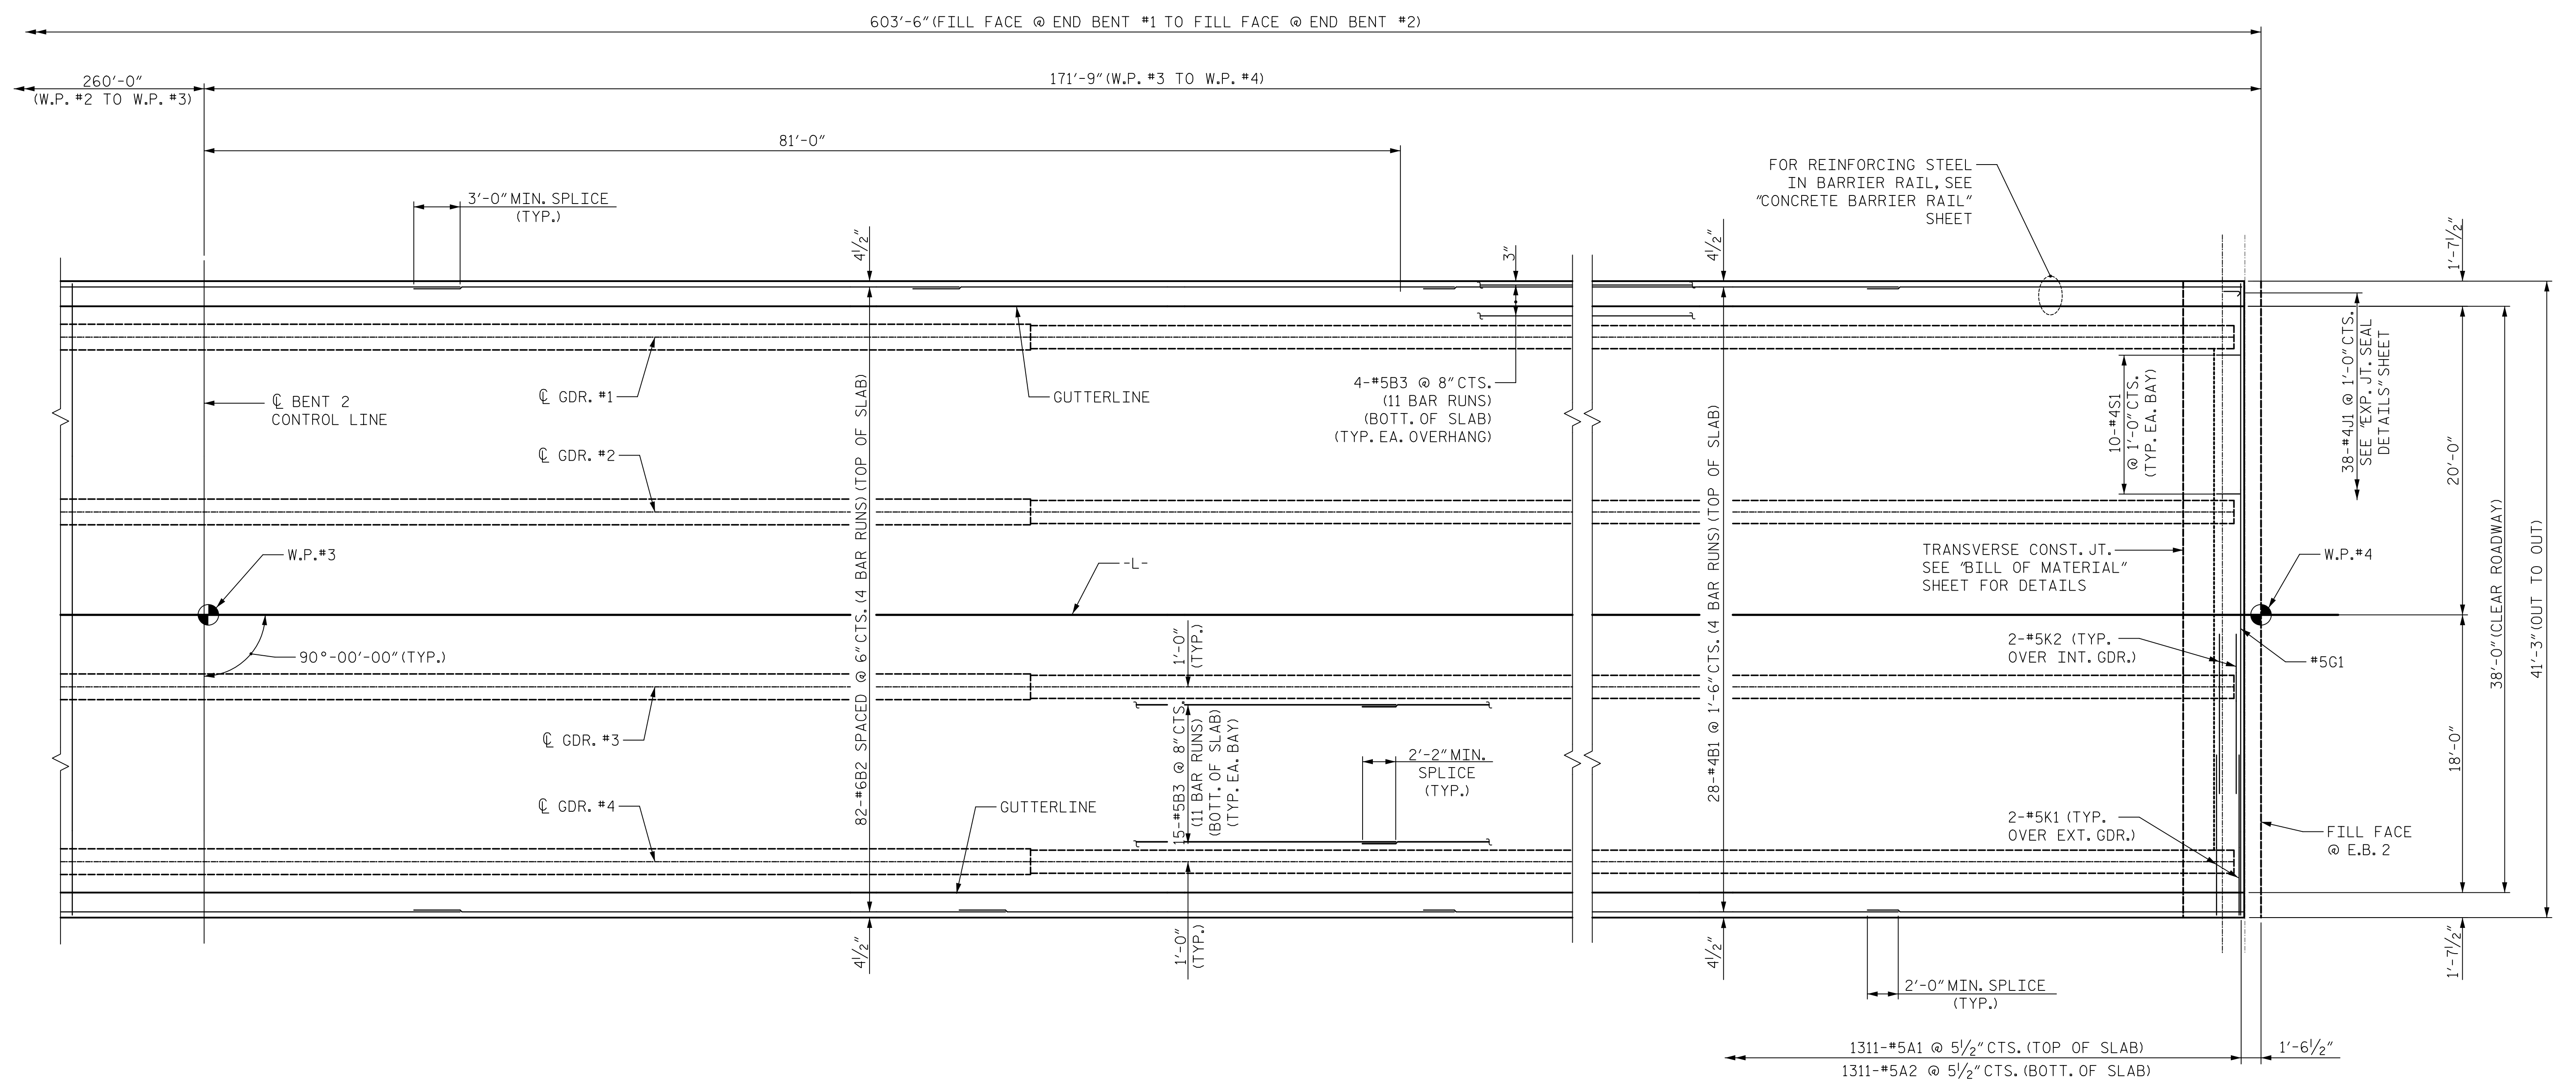 603'-6" (FILL FACE @ END BENT #1 TO FILL FACE @ END BENT #2)
260'-0"
(W.P. #2 TO W.P. #3)
171'-9" (W.P. #3 TO W.P. #4)
81'-0"
3'-0" MIN. SPLICE
(TYP.)
FOR REINFORCING STEEL
IN BARRIER RAIL, SEE
"CONCRETE BARRIER RAIL"
SHEET
4½"
3"
4½"
1'-7½"
℄ BENT 2
CONTROL LINE
℄ GDR. #1
GUTTERLINE
4-#5B3 @ 8" CTS.
(11 BAR RUNS)
(BOTT. OF SLAB)
(TYP. EA. OVERHANG)
℄ GDR. #2
82-#6B2 SPACED @ 6" CTS. (4 BAR RUNS) (TOP OF SLAB)
28-#4B1 @ 1'-6" CTS. (4 BAR RUNS) (TOP OF SLAB)
10-#4S1
@ 1'-0" CTS.
(TYP. EA. BAY)
38-#4J1 @ 1'-0" CTS.
SEE "EXP. JT. SEAL
DETAILS" SHEET
20'-0"
38'-0" (CLEAR ROADWAY)
41'-3" (OUT TO OUT)
W.P.#3
-L-
TRANSVERSE CONST. JT.
SEE "BILL OF MATERIAL"
SHEET FOR DETAILS
W.P.#4
90°-00'-00" (TYP.)
1'-0"
(TYP.)
2-#5K2 (TYP.
OVER INT. GDR.)
#5G1
℄ GDR. #3
15-#5B3 @ 8" CTS.
(11 BAR RUNS)
(BOTT. OF SLAB)
(TYP. EA. BAY)
2'-2" MIN.
SPLICE
(TYP.)
18'-0"
℄ GDR. #4
GUTTERLINE
2-#5K1 (TYP.
OVER EXT. GDR.)
FILL FACE
@ E.B. 2
4½"
1'-0"
(TYP.)
4½"
1'-7½"
2'-0" MIN. SPLICE
(TYP.)
1311-#5A1 @ 5½" CTS. (TOP OF SLAB)
1311-#5A2 @ 5½" CTS. (BOTT. OF SLAB)
1'-6½"